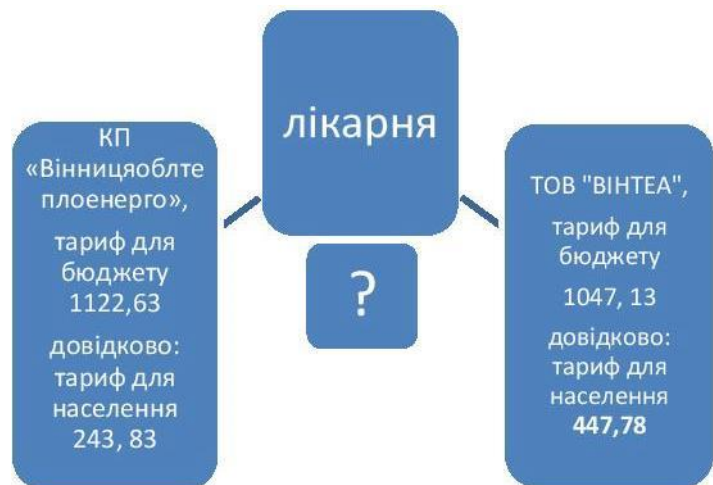 лікарня
КП
«Вінницяоблте
плоенерго»,
тариф для
бюджету
1122,63
довідково:
тариф для
населення
243, 83
?
ТОВ "ВІНТЕА",
тариф для
бюджету
1047, 13
довідково:
тариф для
населення
447,78